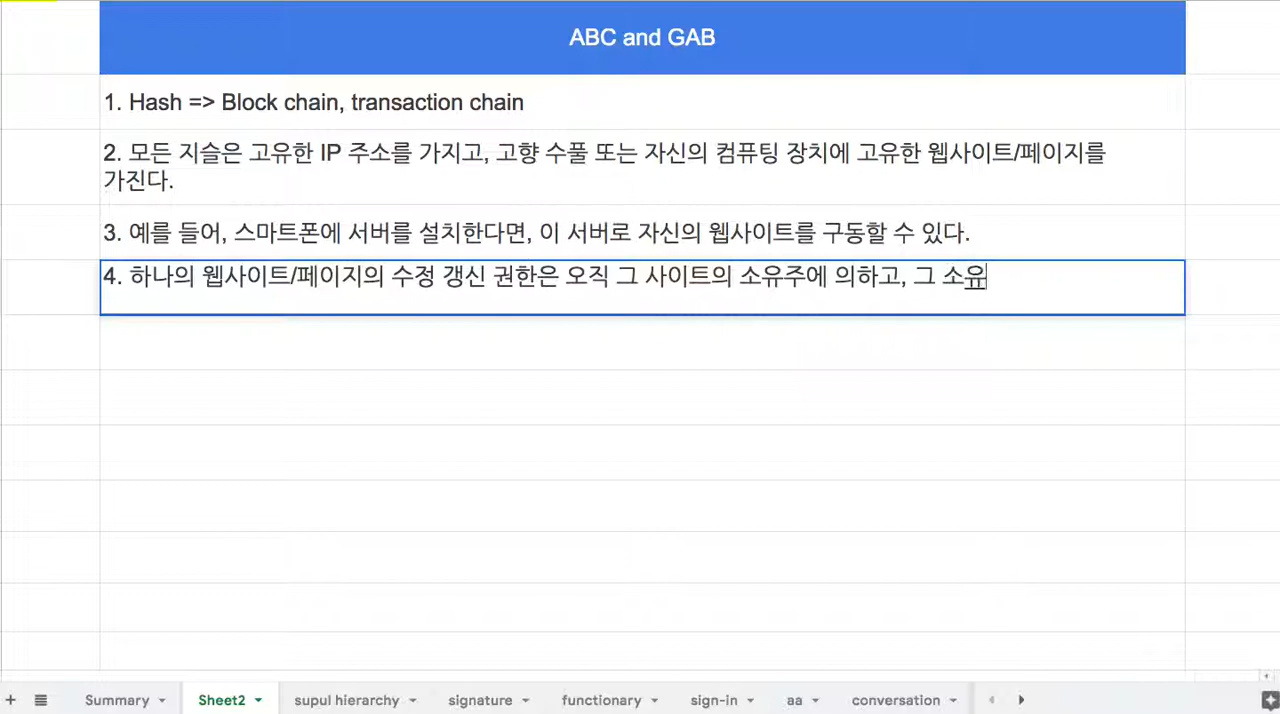 ABC and GAB
1. Hash => Block chain, transaction chain
2. 모든 지슬은 고유한 IP 주소를 가지고, 고향 수풀 또는 자신의 컴퓨팅 장치에 고유한 웹사이트/페이지를
가진다.
3. 예를 들어, 스마트폰에 서버를 설치한다면, 이 서버로 자신의 웹사이트를 구동할 수 있다.
4. 하나의 웹사이트/페이지의 수정 갱신 권한은 오직 그 사이트의 소유주에 의하고, 그 소유
Summary Sheet2 supul hierarchy signature functionary sign-in aa conversation